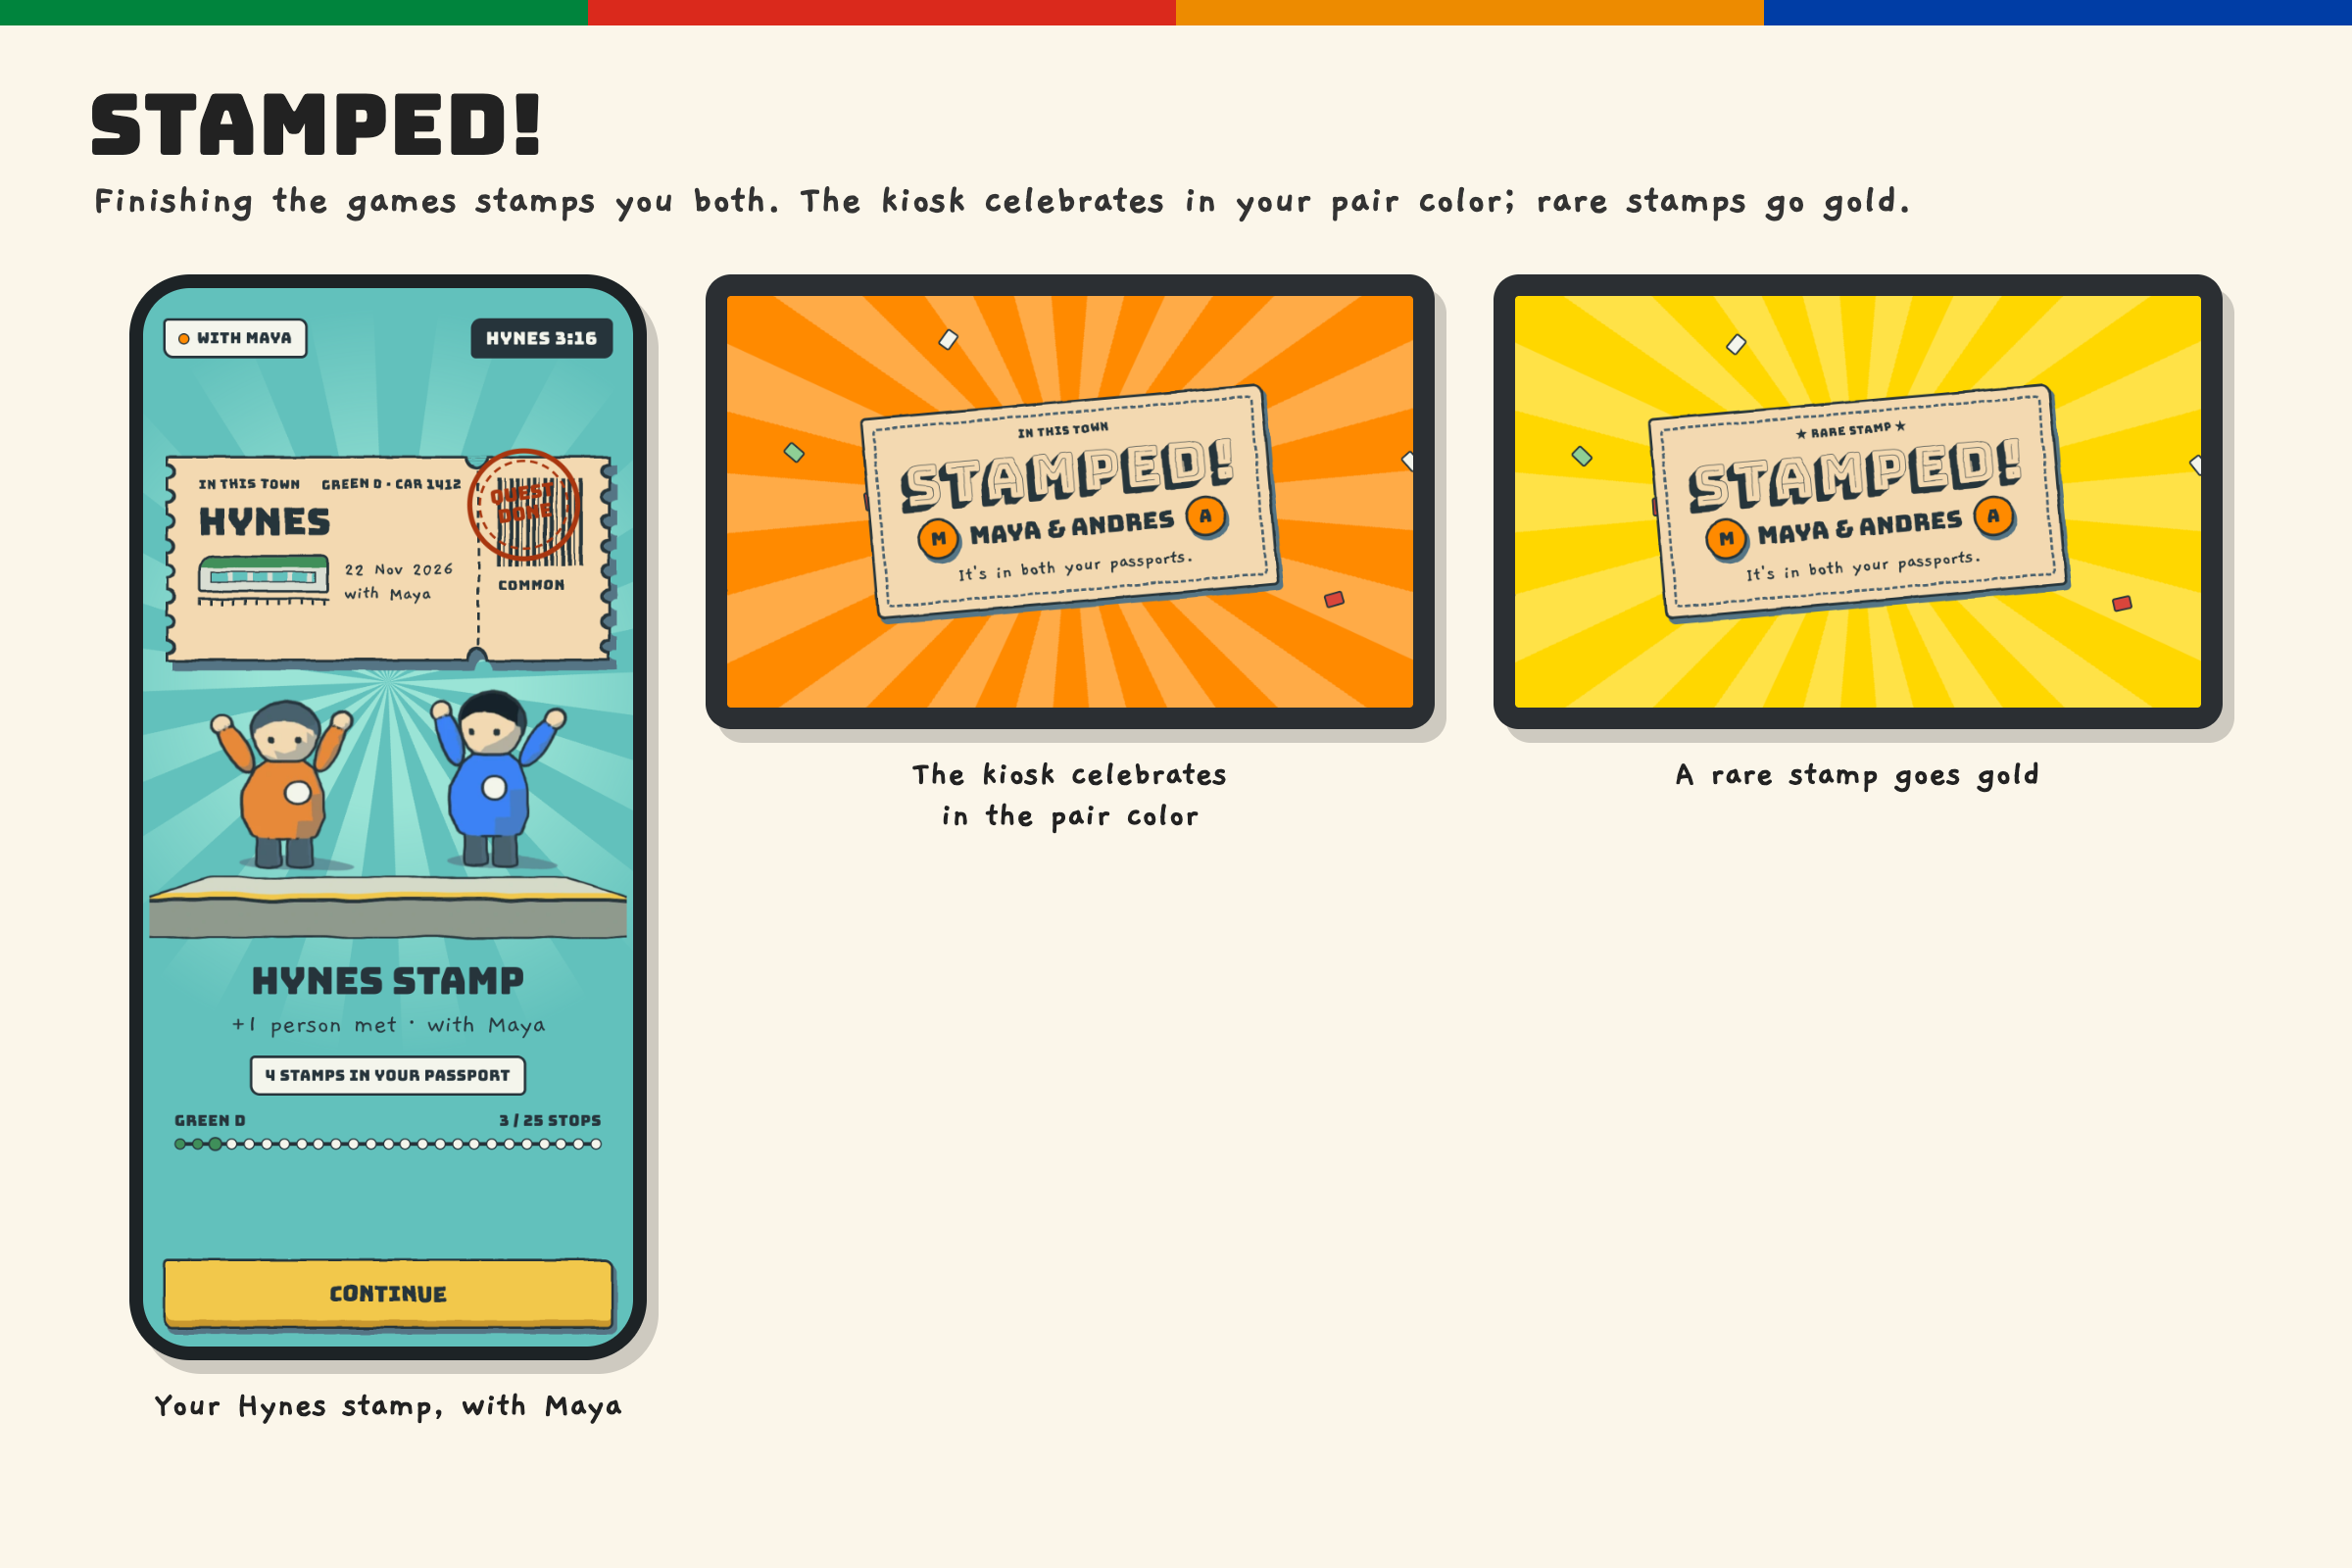 STAMPED!
Finishing the games stamps you both. The kiosk celebrates in your pair color; rare stamps go gold.
WITH MAYA
HYNES 3:16
IN THIS TOWN
GREEN D · CAR 1412
HYNES
22 Nov 2026
with Maya
QUEST
DONE
COMMON
HYNES STAMP
+1 person met · with Maya
4 STAMPS IN YOUR PASSPORT
GREEN D
3 / 25 STOPS
CONTINUE
Your Hynes stamp, with Maya
IN THIS TOWN
STAMPED!
M
MAYA & ANDRES
A
It's in both your passports.
The kiosk celebrates
in the pair color
★ RARE STAMP ★
STAMPED!
M
MAYA & ANDRES
A
It's in both your passports.
A rare stamp goes gold